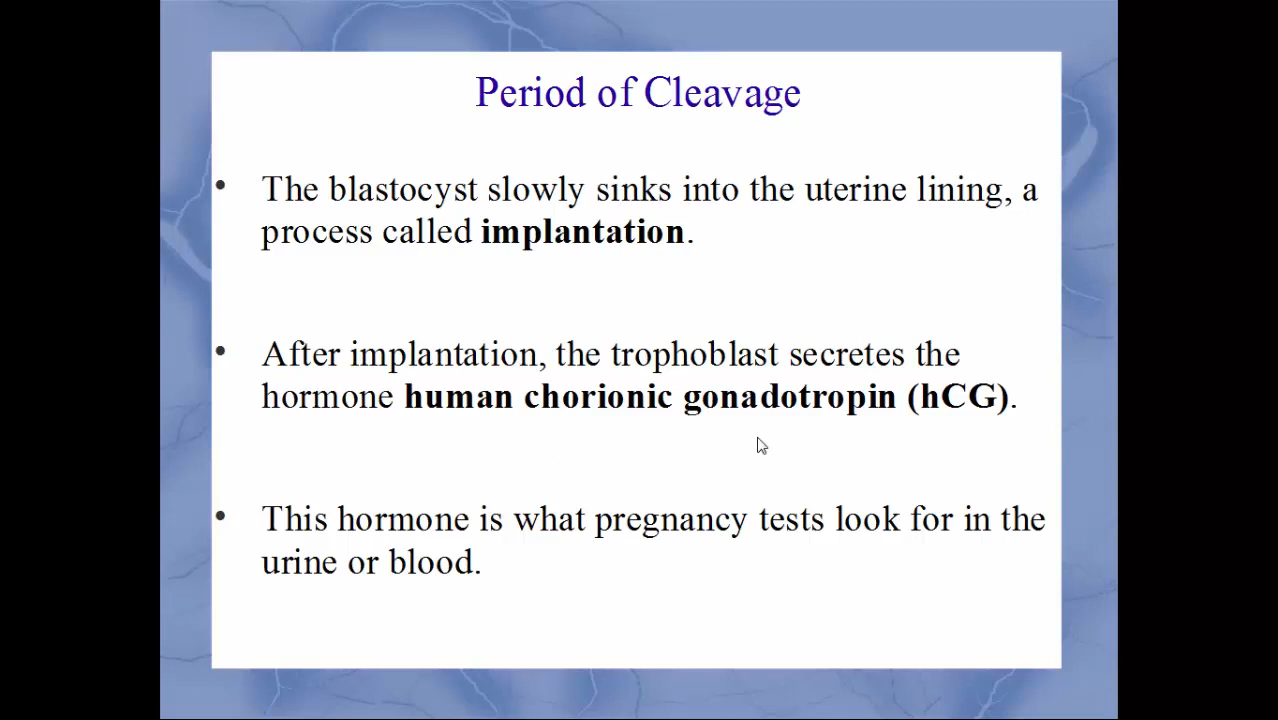 Period of Cleavage
• The blastocyst slowly sinks into the uterine lining, a
process called implantation.
• After implantation, the trophoblast secretes the
hormone human chorionic gonadotropin (hCG).
• This hormone is what pregnancy tests look for in the
urine or blood.